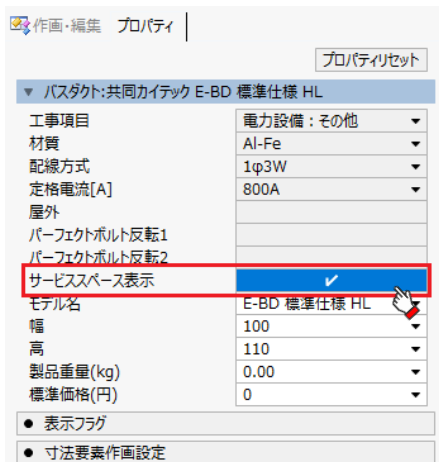 作画・編集 プロパティ
プロパティリセット
▼ バスダクト:共同カイテック E-BD 標準仕様 HL
工事項目 電力設備：その他
材質 Al-Fe
配線方式 1φ3W
定格電流[A] 800A
屋外
パーフェクトボルト反転1
パーフェクトボルト反転2
サービススペース表示 ✔
モデル名 E-BD 標準仕様 HL
幅 100
高 110
製品重量(kg) 0.00
標準価格(円) 0
● 表示フラグ
● 寸法要素作画設定